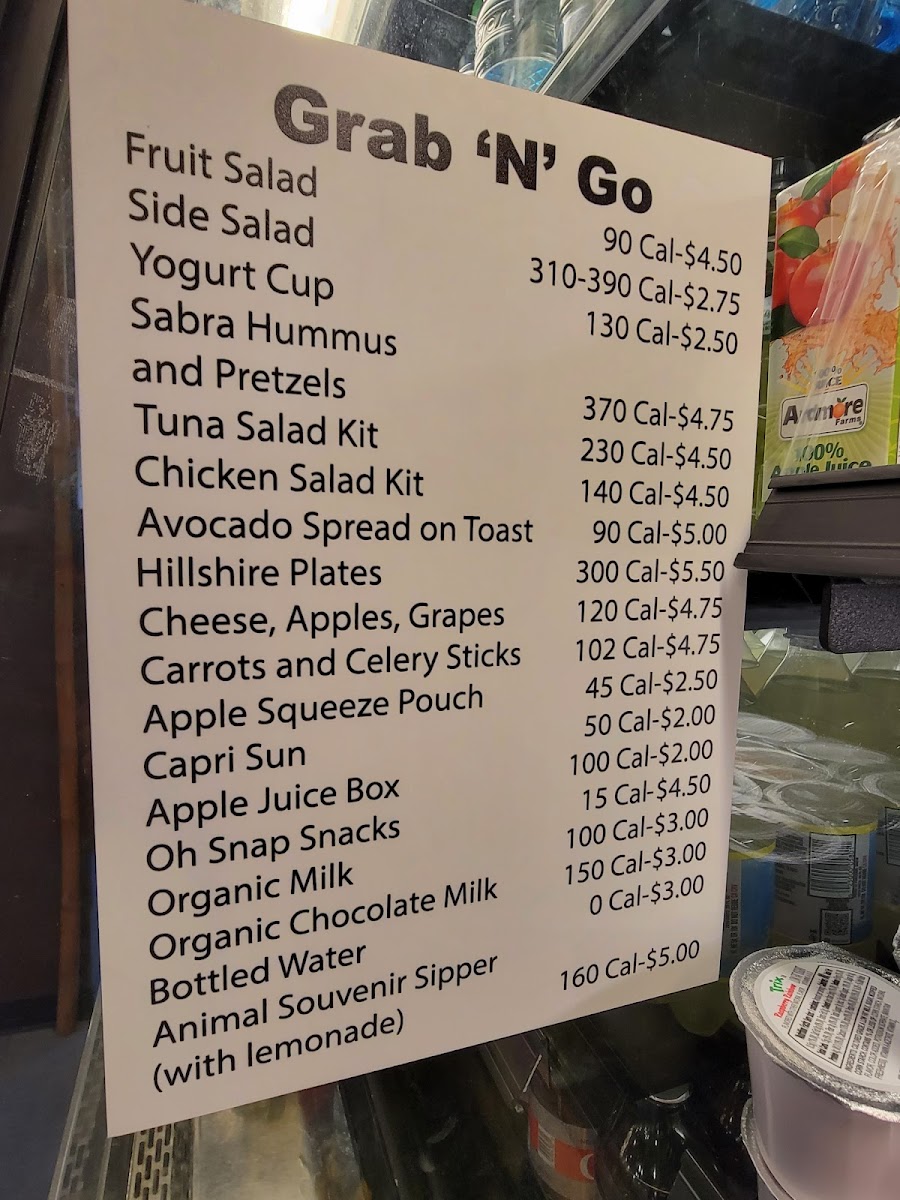 Grab 'N' Go
Fruit Salad 90 Cal-$4.50
Side Salad 310-390 Cal-$2.75
Yogurt Cup 130 Cal-$2.50
Sabra Hummus
and Pretzels 370 Cal-$4.75
Tuna Salad Kit 230 Cal-$4.50
Chicken Salad Kit 140 Cal-$4.50
Avocado Spread on Toast 90 Cal-$5.00
Hillshire Plates 300 Cal-$5.50
Cheese, Apples, Grapes 120 Cal-$4.75
Carrots and Celery Sticks 102 Cal-$4.75
Apple Squeeze Pouch 45 Cal-$2.50
Capri Sun 50 Cal-$2.00
Apple Juice Box 100 Cal-$2.00
Oh Snap Snacks 15 Cal-$4.50
Organic Milk 100 Cal-$3.00
Organic Chocolate Milk 150 Cal-$3.00
Bottled Water 0 Cal-$3.00
Animal Souvenir Sipper 160 Cal-$5.00
(with lemonade)
Ardmore
Farms
100%
Apple Juice
Trix
Raspberry Rainbow